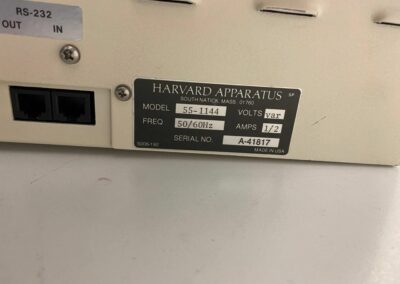 RS-232
OUT IN
HARVARD APPARATUS
SOUTH NATICK, MASS. 01760
MODEL 55-1144 VOLTS var
FREQ 50/60Hz AMPS 1/2
SERIAL NO. A-41817
MADE IN USA